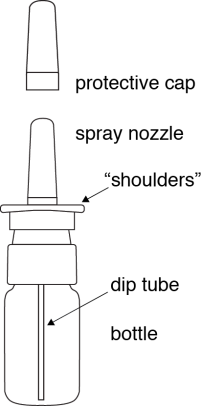 protective cap
spray nozzle
“shoulders”
dip tube
bottle